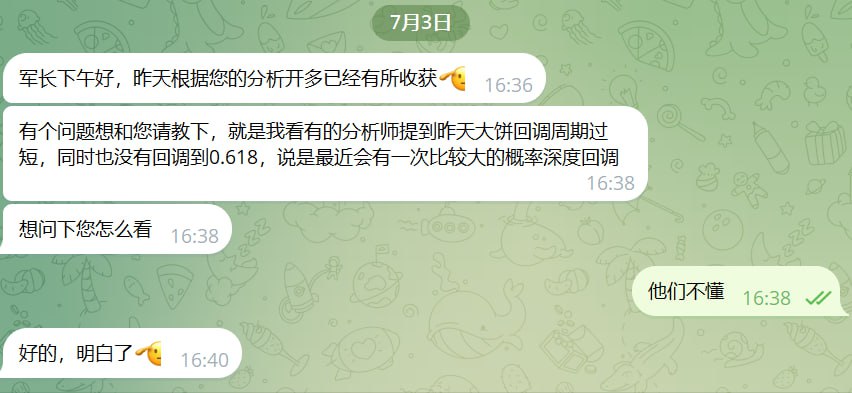 7月3日
军长下午好，昨天根据您的分析开多已经有所收获🫡 16:36
有个问题想和您请教下，就是我看有的分析师提到昨天大饼回调周期过
短，同时也没有回调到0.618，说是最近会有一次比较大的概率深度回调
16:38
想问下您怎么看 16:38
他们不懂 16:38
好的，明白了🫡 16:40